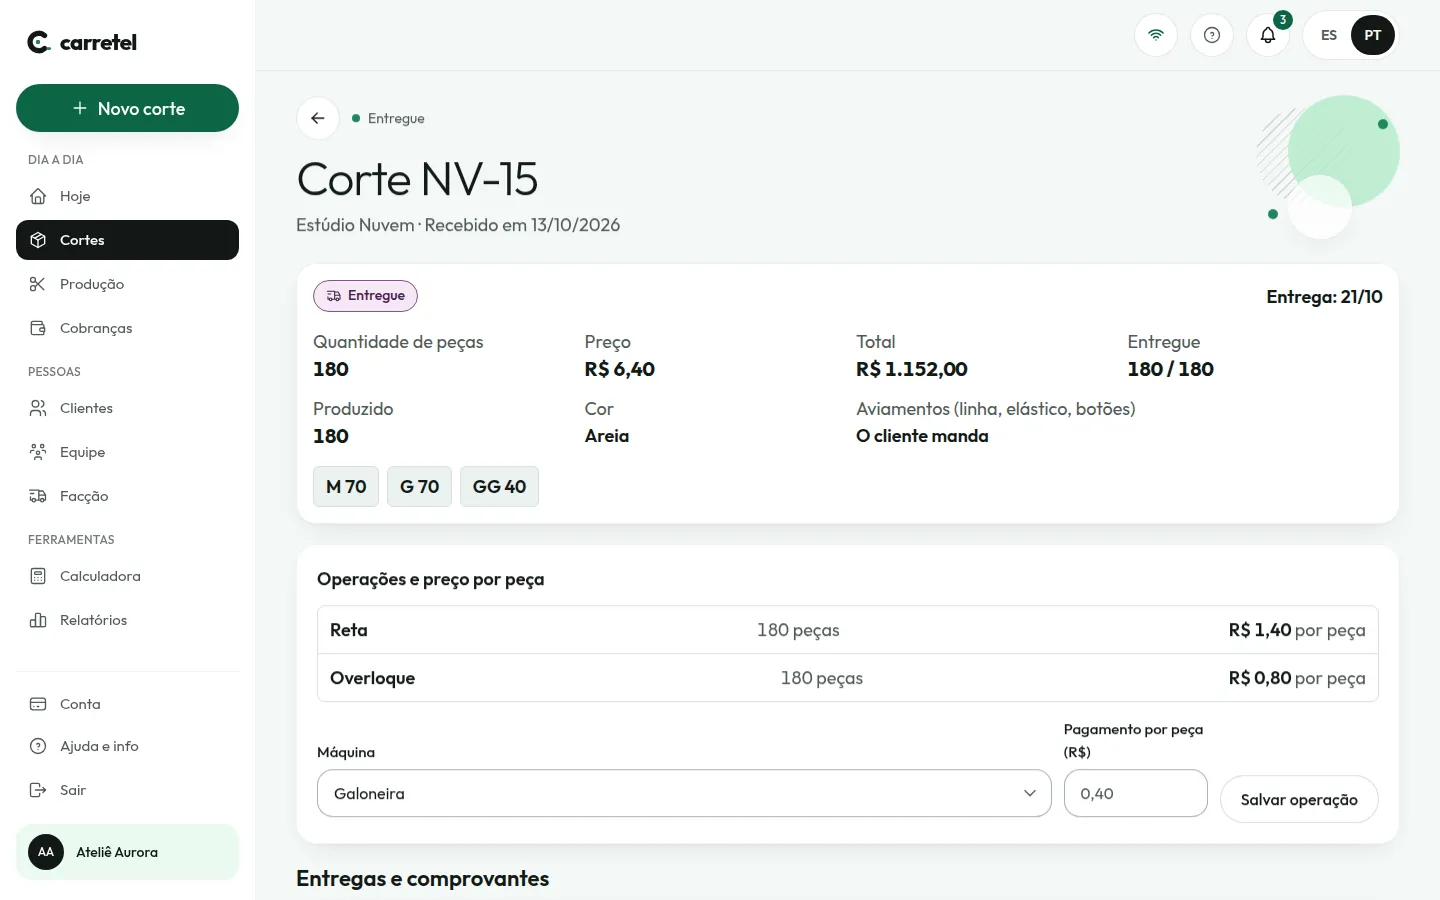 carretel
Novo corte
DIA A DIA
Hoje
Cortes
Produção
Cobranças
PESSOAS
Clientes
Equipe
Facção
FERRAMENTAS
Calculadora
Relatórios
Conta
Ajuda e info
Sair
AA Ateliê Aurora
3
ES PT
Entregue
Corte NV-15
Estúdio Nuvem · Recebido em 13/10/2026
Entregue
Entrega: 21/10
Quantidade de peças
180
Preço
R$ 6,40
Total
R$ 1.152,00
Entregue
180 / 180
Produzido
180
Cor
Areia
Aviamentos (linha, elástico, botões)
O cliente manda
M 70
G 70
GG 40
Operações e preço por peça
Reta 180 peças R$ 1,40 por peça
Overloque 180 peças R$ 0,80 por peça
Máquina
Galoneira
Pagamento por peça
(R$)
0,40
Salvar operação
Entregas e comprovantes